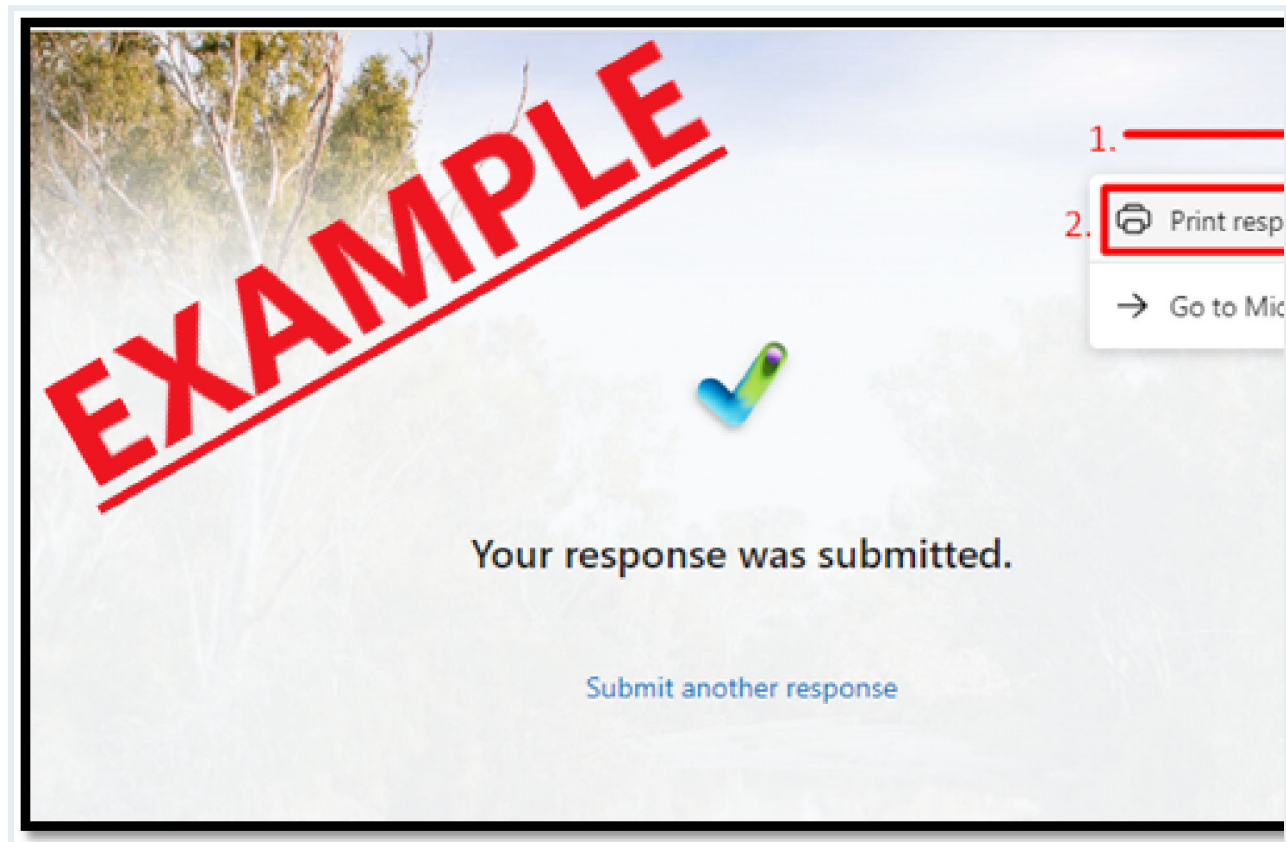 EXAMPLE
1.
2. Print resp
Go to Mic
Your response was submitted.
Submit another response